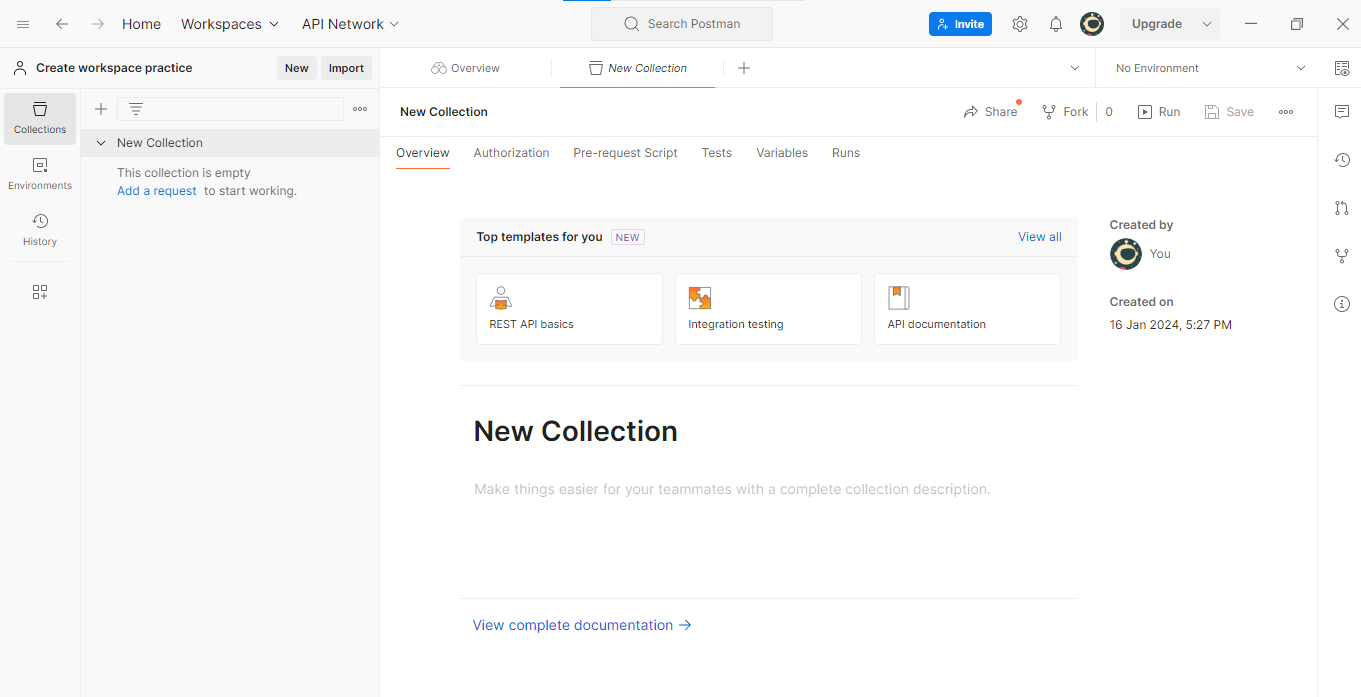 Home Workspaces API Network Search Postman Invite Upgrade
Create workspace practice New Import Overview New Collection No Environment
Collections
Environments
History
New Collection
This collection is empty
Add a request to start working.
New Collection Share Fork 0 Run Save
Overview Authorization Pre-request Script Tests Variables Runs
Top templates for you NEW View all
REST API basics Integration testing API documentation
Created by
You
Created on
16 Jan 2024, 5:27 PM
New Collection
Make things easier for your teammates with a complete collection description.
View complete documentation →